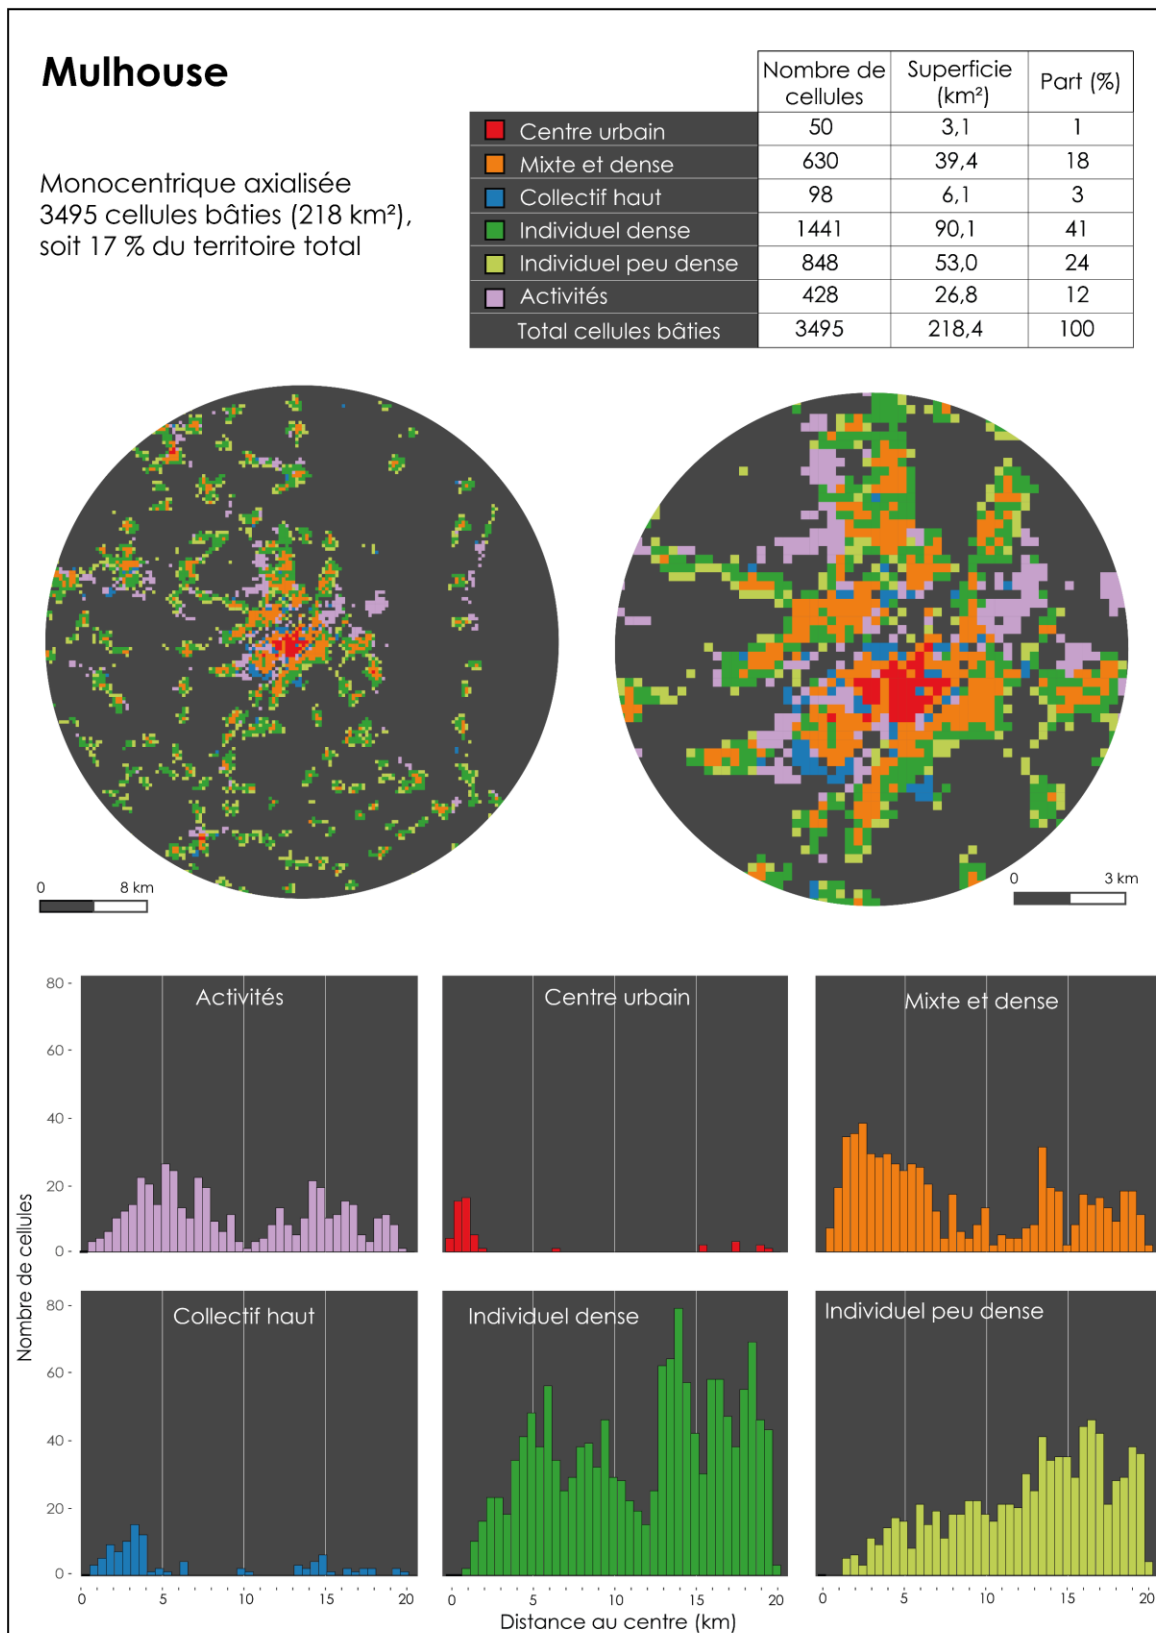 Mulhouse
Monocentrique axialisée
3495 cellules bâties (218 km²),
soit 17 % du territoire total
Nombre de cellules Superficie (km²) Part (%)
Centre urbain 50 3,1 1
Mixte et dense 630 39,4 18
Collectif haut 98 6,1 3
Individuel dense 1441 90,1 41
Individuel peu dense 848 53,0 24
Activités 428 26,8 12
Total cellules bâties 3495 218,4 100
0 8 km
0 3 km
Nombre de cellules
Activités
Centre urbain
Mixte et dense
80
60
40
20
0
Collectif haut
Individuel dense
Individuel peu dense
80
60
40
20
0
0 5 10 15 20
0 5 10 15 20
0 5 10 15 20
Distance au centre (km)